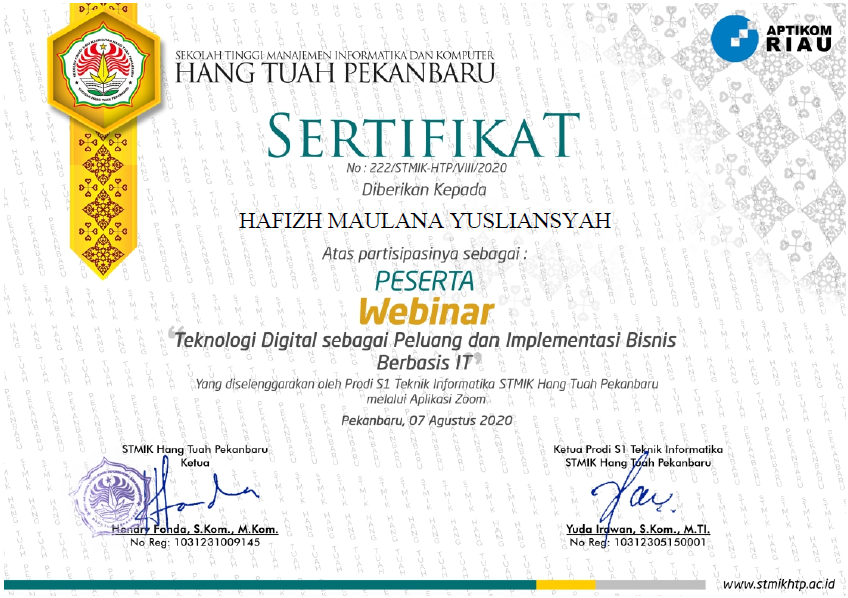 SEKOLAH TINGGI MANAJEMEN INFORMATIKA DAN KOMPUTER
HANG TUAH PEKANBARU
APTIKOM
RIAU
SERTIFIKAT
No : 222/STMIK-HTP/VIII/2020
Diberikan Kepada
HAFIZH MAULANA YUSLIANSYAH
Atas partisipasinya sebagai :
PESERTA
Webinar
“Teknologi Digital sebagai Peluang dan Implementasi Bisnis
Berbasis IT”
Yang diselenggarakan oleh Prodi S1 Teknik Informatika STMIK Hang Tuah Pekanbaru
melalui Aplikasi Zoom
Pekanbaru, 07 Agustus 2020
STMIK Hang Tuah Pekanbaru
Ketua
Hendry Fonda, S.Kom., M.Kom.
No Reg: 1031231009145
Ketua Prodi S1 Teknik Informatika
STMIK Hang Tuah Pekanbaru
Yuda Irawan, S.Kom., M.TI.
No Reg: 10312305150001
www.stmikhtp.ac.id